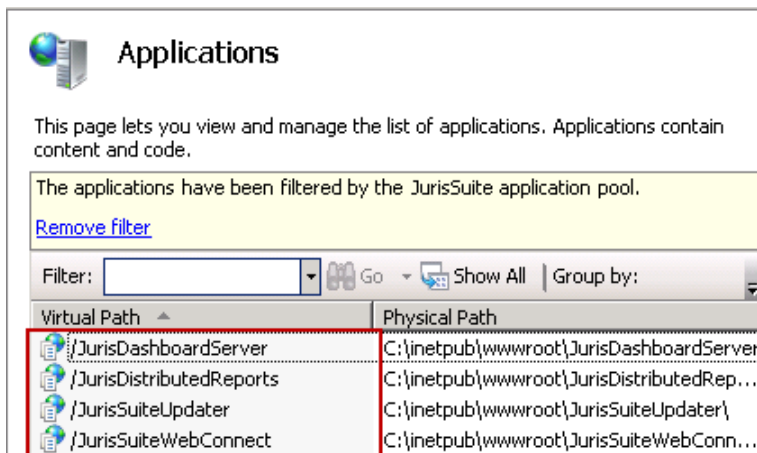 Applications
This page lets you view and manage the list of applications. Applications contain
content and code.
The applications have been filtered by the JurisSuite application pool.
Remove filter
Filter: Go Show All Group by:
Virtual Path Physical Path
/JurisDashboardServer C:\inetpub\wwwroot\JurisDashboardServer
/JurisDistributedReports C:\inetpub\wwwroot\JurisDistributedRep...
/JurisSuiteUpdater C:\inetpub\wwwroot\JurisSuiteUpdater\
/JurisSuiteWebConnect C:\inetpub\wwwroot\JurisSuiteWebConn...